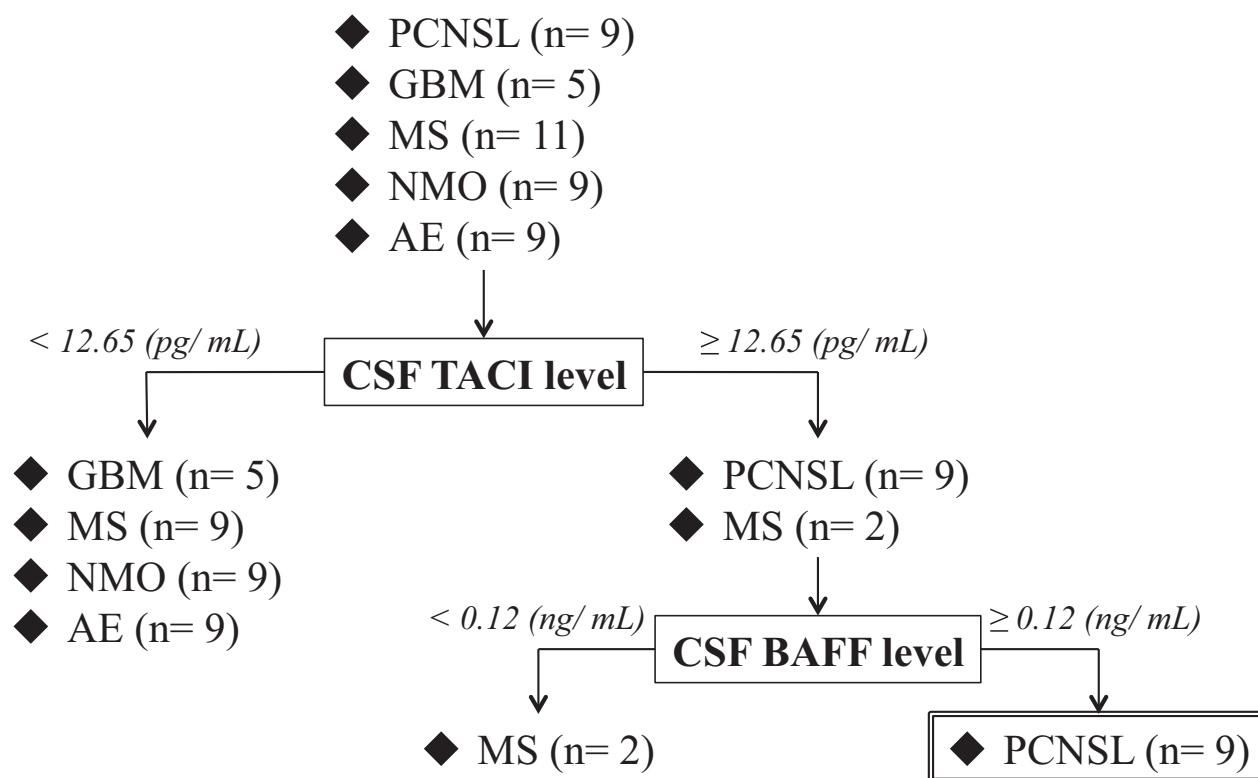 ◆ PCNSL (n= 9)
◆ GBM (n= 5)
◆ MS (n= 11)
◆ NMO (n= 9)
◆ AE (n= 9)
< 12.65 (pg/ mL)
≥ 12.65 (pg/ mL)
CSF TACI level
◆ GBM (n= 5)
◆ MS (n= 9)
◆ NMO (n= 9)
◆ AE (n= 9)
◆ PCNSL (n= 9)
◆ MS (n= 2)
< 0.12 (ng/ mL)
≥ 0.12 (ng/ mL)
CSF BAFF level
◆ MS (n= 2)
◆ PCNSL (n= 9)